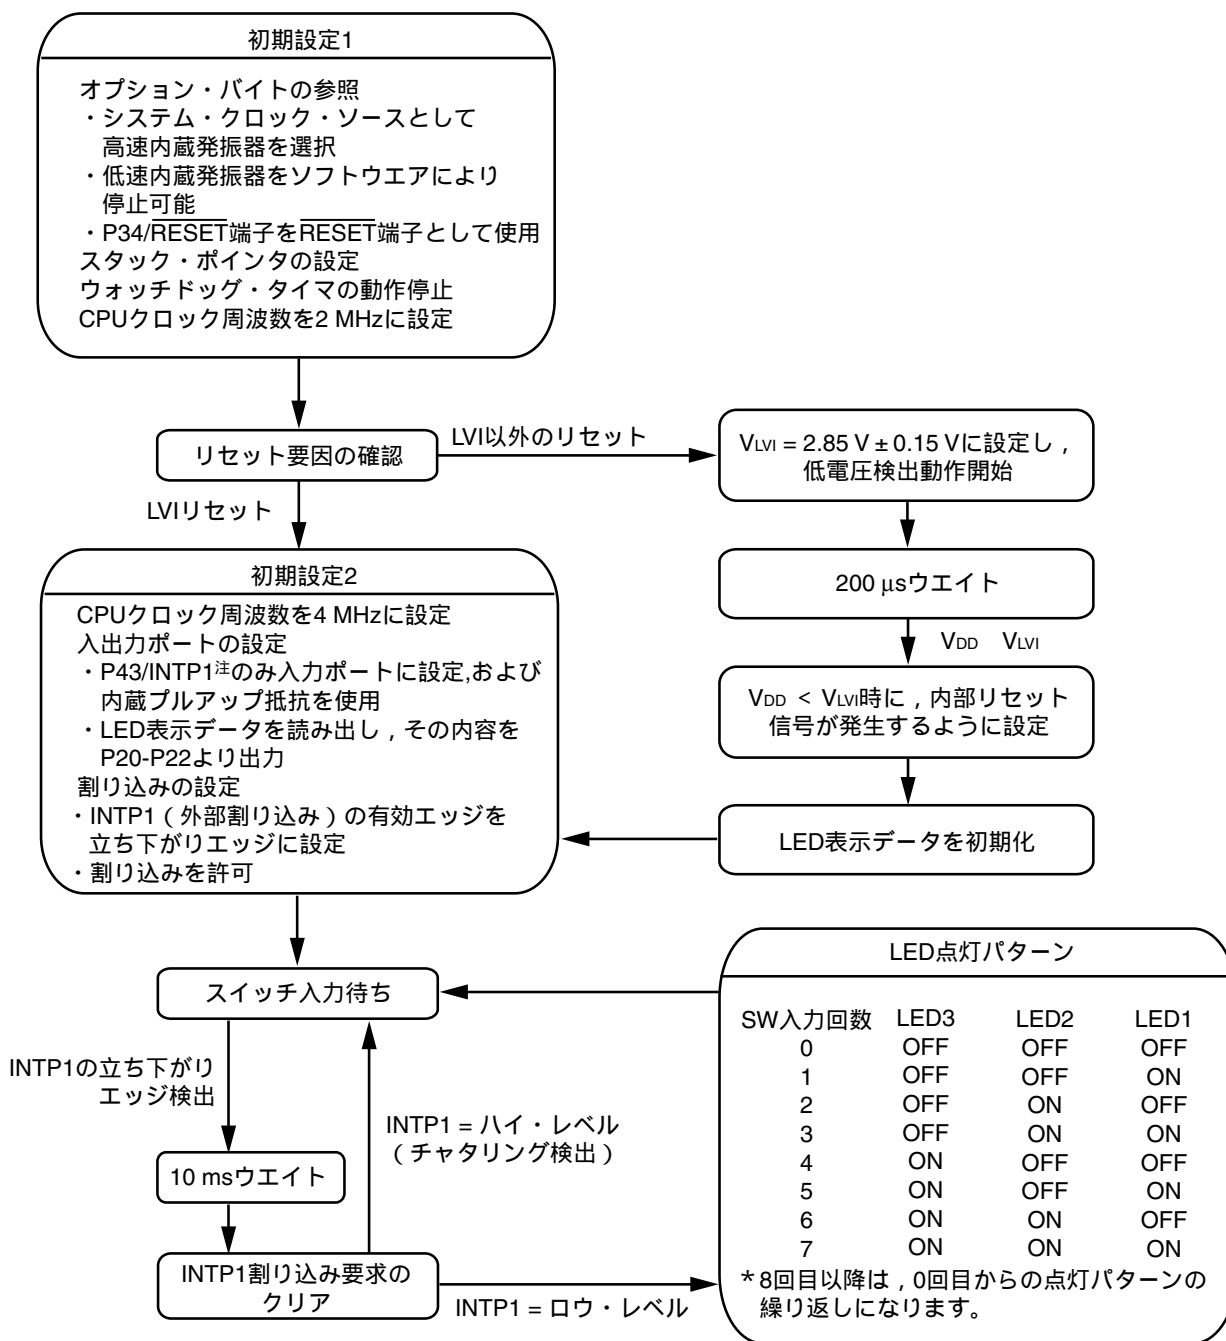 初期設定1
オプション・バイトの参照
・システム・クロック・ソースとして
高速内蔵発振器を選択
・低速内蔵発振器をソフトウエアにより
停止可能
・P34/RESET端子をRESET端子として使用
スタック・ポインタの設定
ウォッチドッグ・タイマの動作停止
CPUクロック周波数を2 MHzに設定
リセット要因の確認
LVI以外のリセット
VLVI = 2.85 V ± 0.15 Vに設定し，
低電圧検出動作開始
LVIリセット
200 μsウエイト
VDD VLVI
VDD < VLVI時に，内部リセット
信号が発生するように設定
LED表示データを初期化
初期設定2
CPUクロック周波数を4 MHzに設定
入出力ポートの設定
・P43/INTP1注のみ入力ポートに設定,および
内蔵プルアップ抵抗を使用
・LED表示データを読み出し，その内容を
P20-P22より出力
割り込みの設定
・INTP1（外部割り込み）の有効エッジを
立ち下がりエッジに設定
・割り込みを許可
スイッチ入力待ち
INTP1の立ち下がり
エッジ検出
INTP1 = ハイ・レベル
（チャタリング検出）
10 msウエイト
INTP1割り込み要求の
クリア
INTP1 = ロウ・レベル
LED点灯パターン
SW入力回数 LED3 LED2 LED1
0 OFF OFF OFF
1 OFF OFF ON
2 OFF ON OFF
3 OFF ON ON
4 ON OFF OFF
5 ON OFF ON
6 ON ON OFF
7 ON ON ON
*8回目以降は，0回目からの点灯パターンの
繰り返しになります。